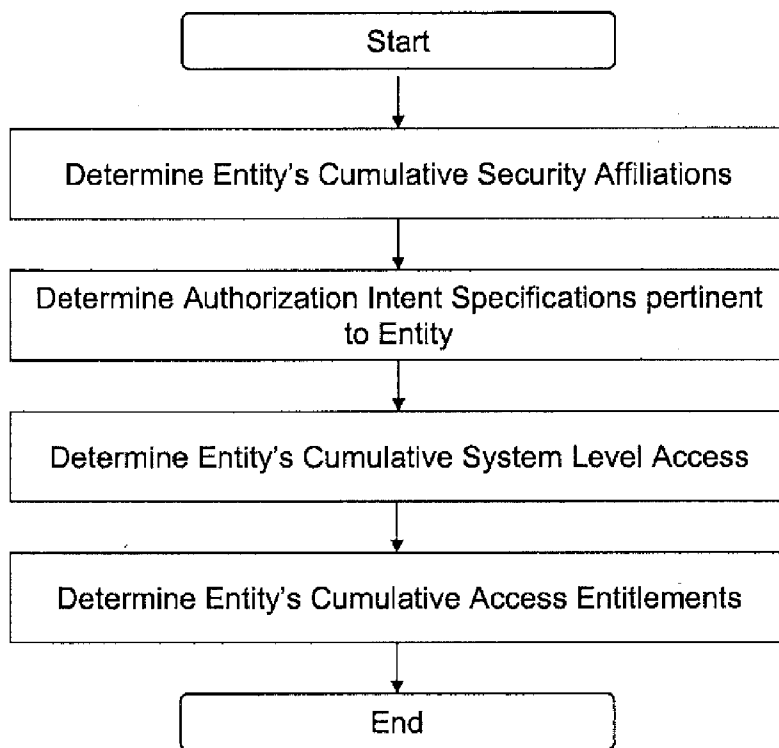 Start
Determine Entity's Cumulative Security Affiliations
Determine Authorization Intent Specifications pertinent
to Entity
Determine Entity's Cumulative System Level Access
Determine Entity's Cumulative Access Entitlements
End